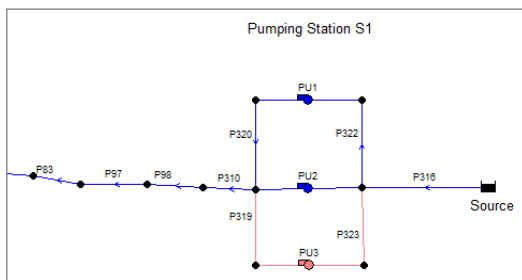 Pumping Station S1
PU1
P320
P322
P83
P97
P98
P310
PU2
P316
Source
P319
P323
PU3